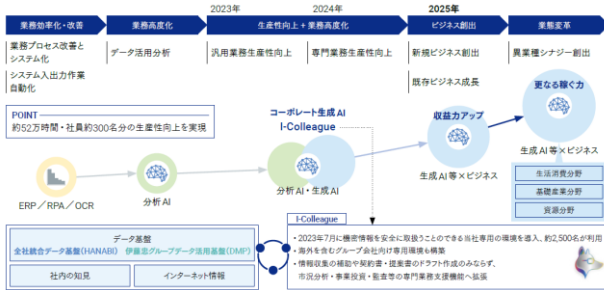 2023年 2024年 2025年
業務効率化・改善 業務高度化 生産性向上+業務高度化 ビジネス創出 業態変革
業務プロセス改善と
システム化
システム入出力作業
自動化
データ活用分析
汎用業務生産性向上
専門業務生産性向上
新規ビジネス創出
既存ビジネス成長
異業種シナジー創出
POINT
約52万時間・社員約300名分の生産性向上を実現
コーポレート生成AI
I-Colleague
収益力アップ
更なる稼ぐ力
ERP/RPA/OCR
分析AI
分析AI・生成AI
生成AI等×ビジネス
生成AI等×ビジネス
生活消費分野
基礎産業分野
資源分野
データ基盤
全社統合データ基盤(HANABI) 伊藤忠グループデータ活用基盤(DMP)
社内の知見
インターネット情報
I-Colleague
・2023年7月に機密情報を安全に取扱うことのできる当社専用の環境を導入、約2,500名が利用
・海外を含むグループ会社向け専用環境も構築
・情報収集の補助や契約書・提案書のドラフト作成のみならず、
市況分析・事業投資・監査等の専門業務支援機能へ拡張